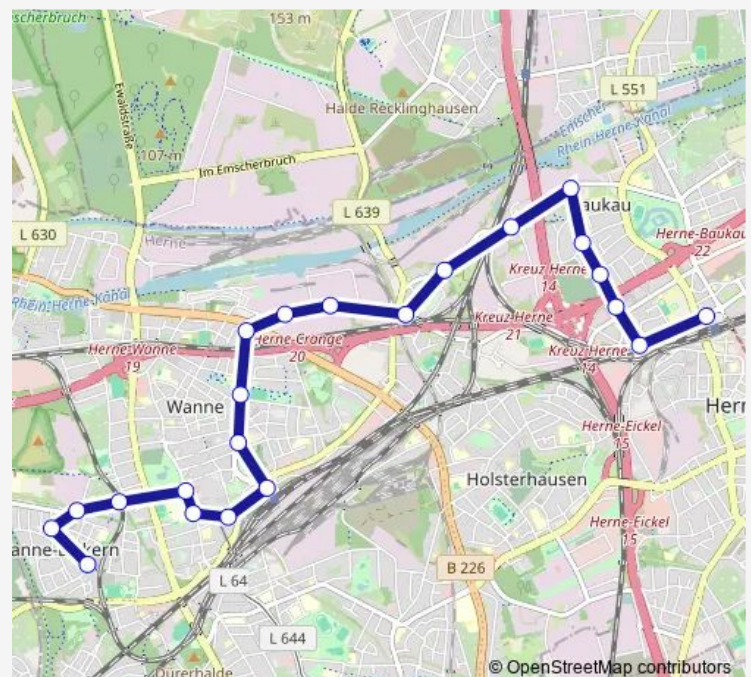 scherbruch
153 m
L 551
Halde Recklinghausen
Emscher
Rhein-Herne-Kanal
Ewaldstraße
107 m
Im Emscherbruch
L 639
aukau
L 630
Herne
Herne-Baukau
22
Kreuz Herne
14
Rhein-Herne-Kanal
Kreuz Herne
21
Herne-Crange
20
Herne-Wanne
19
Kreuz Herne
14
Wanne
Hern
Herne-Eickel
15
Holsterhausen
Herne-Eickel
15
B 226
L 64
L 644
Dürerhalde
© OpenStreetMap contributors